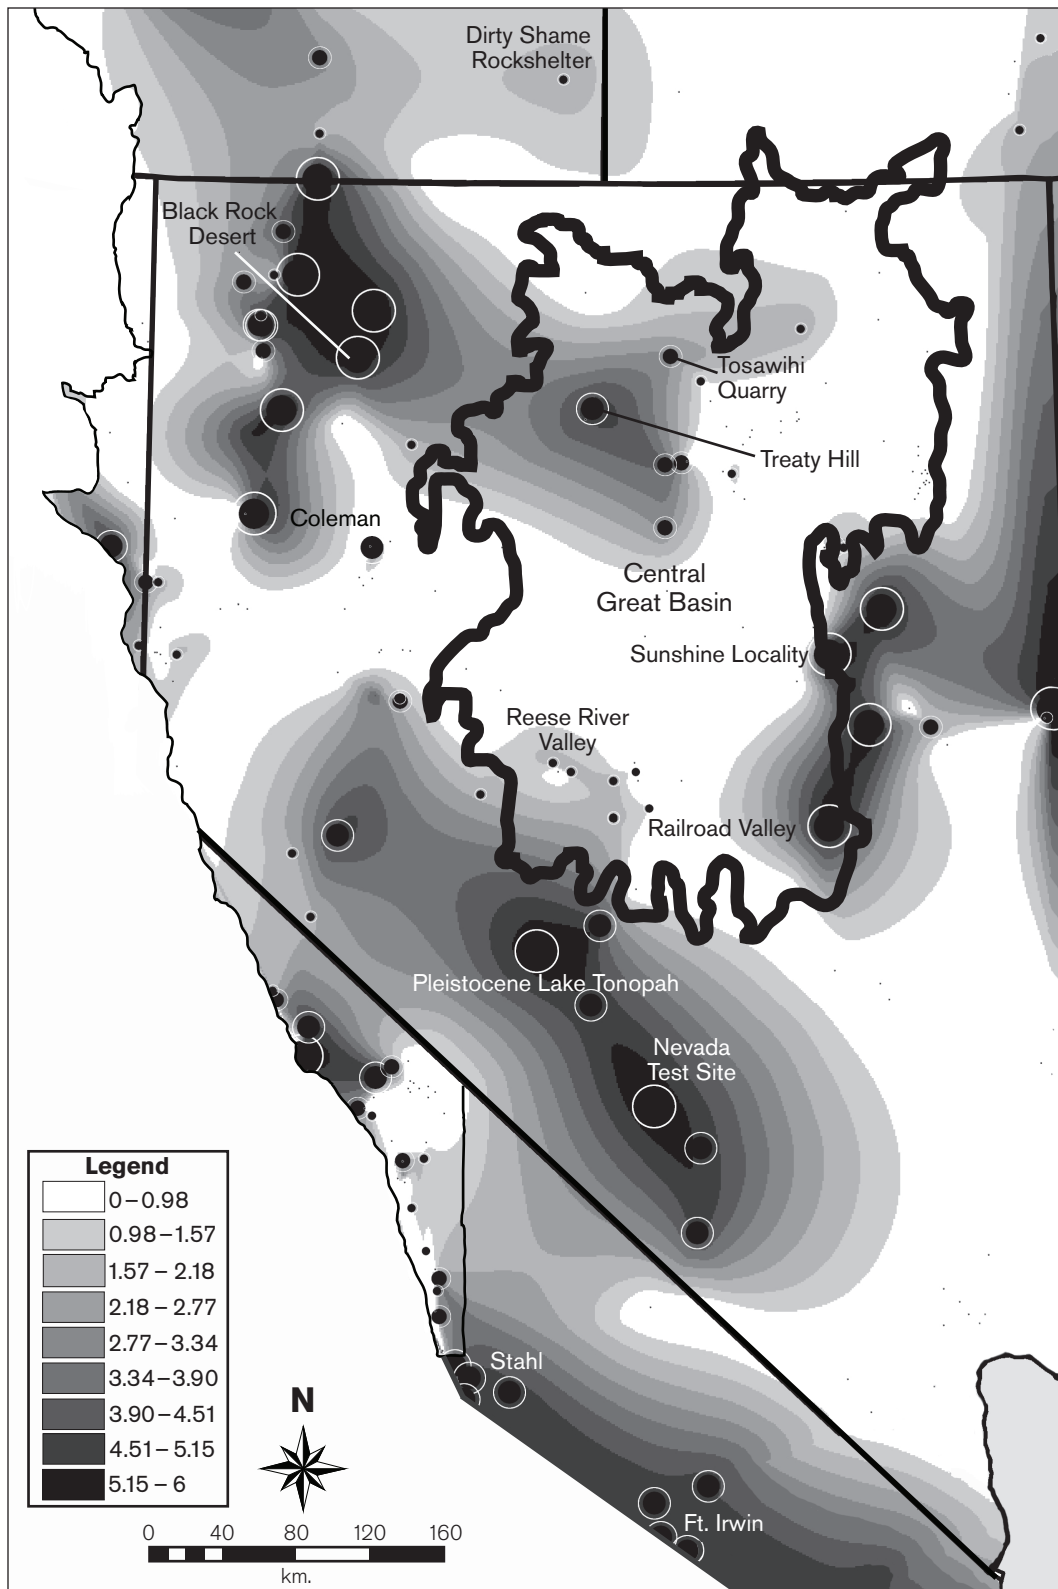 Dirty Shame
Rockshelter
Black Rock
Desert
Tosawihi
Quarry
Treaty Hill
Coleman
Central
Great Basin
Sunshine Locality
Reese River
Valley
Railroad Valley
Pleistocene Lake Tonopah
Nevada
Test Site
Legend
0 – 0.98
0.98 – 1.57
1.57 – 2.18
2.18 – 2.77
2.77 – 3.34
3.34 – 3.90
3.90 – 4.51
4.51 – 5.15
5.15 – 6
Stahl
N
Ft. Irwin
0 40 80 120 160
km.